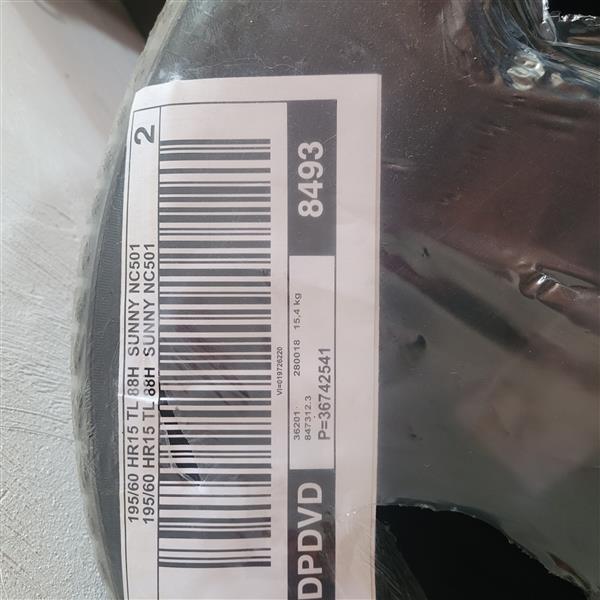 195/60 HR15 TL 88H SUNNY NC501 2
195/60 HR15 TL 88H SUNNY NC501
VI=019726220
DPDVD 8493
36201
847312.3 280018 15,4 kg
P=36742541